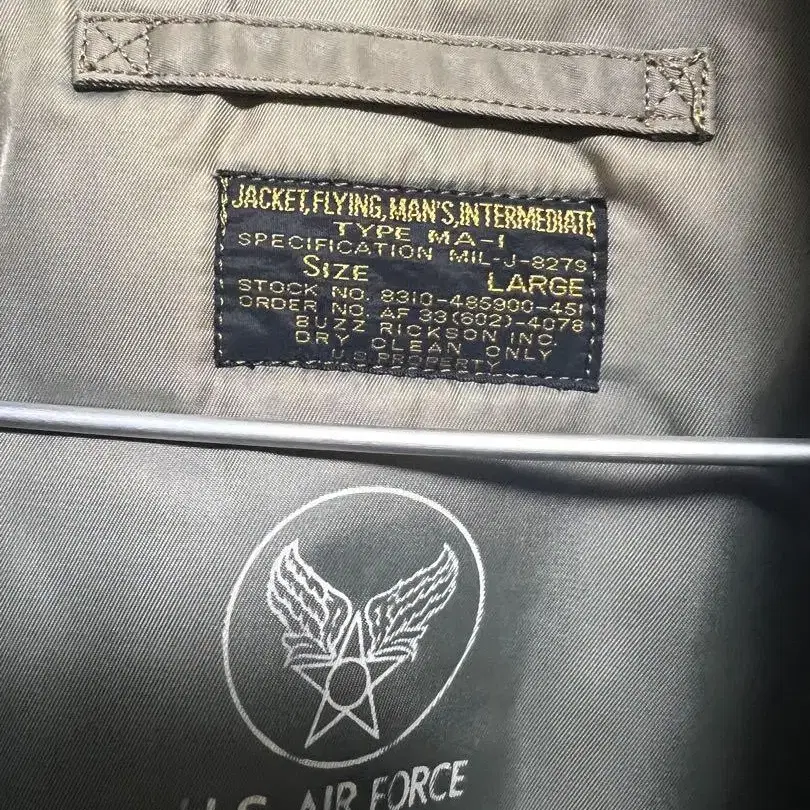 JACKET, FLYING, MAN'S, INTERMEDIATE
TYPE MA-1
SPECIFICATION MIL-J-8279
SIZE LARGE
STOCK NO. 8310-485900-451
ORDER NO. AF 33(602)-4078
BUZZ RICKSON INC.
DRY CLEAN ONLY
U.S. PROPERTY
U.S. AIR FORCE